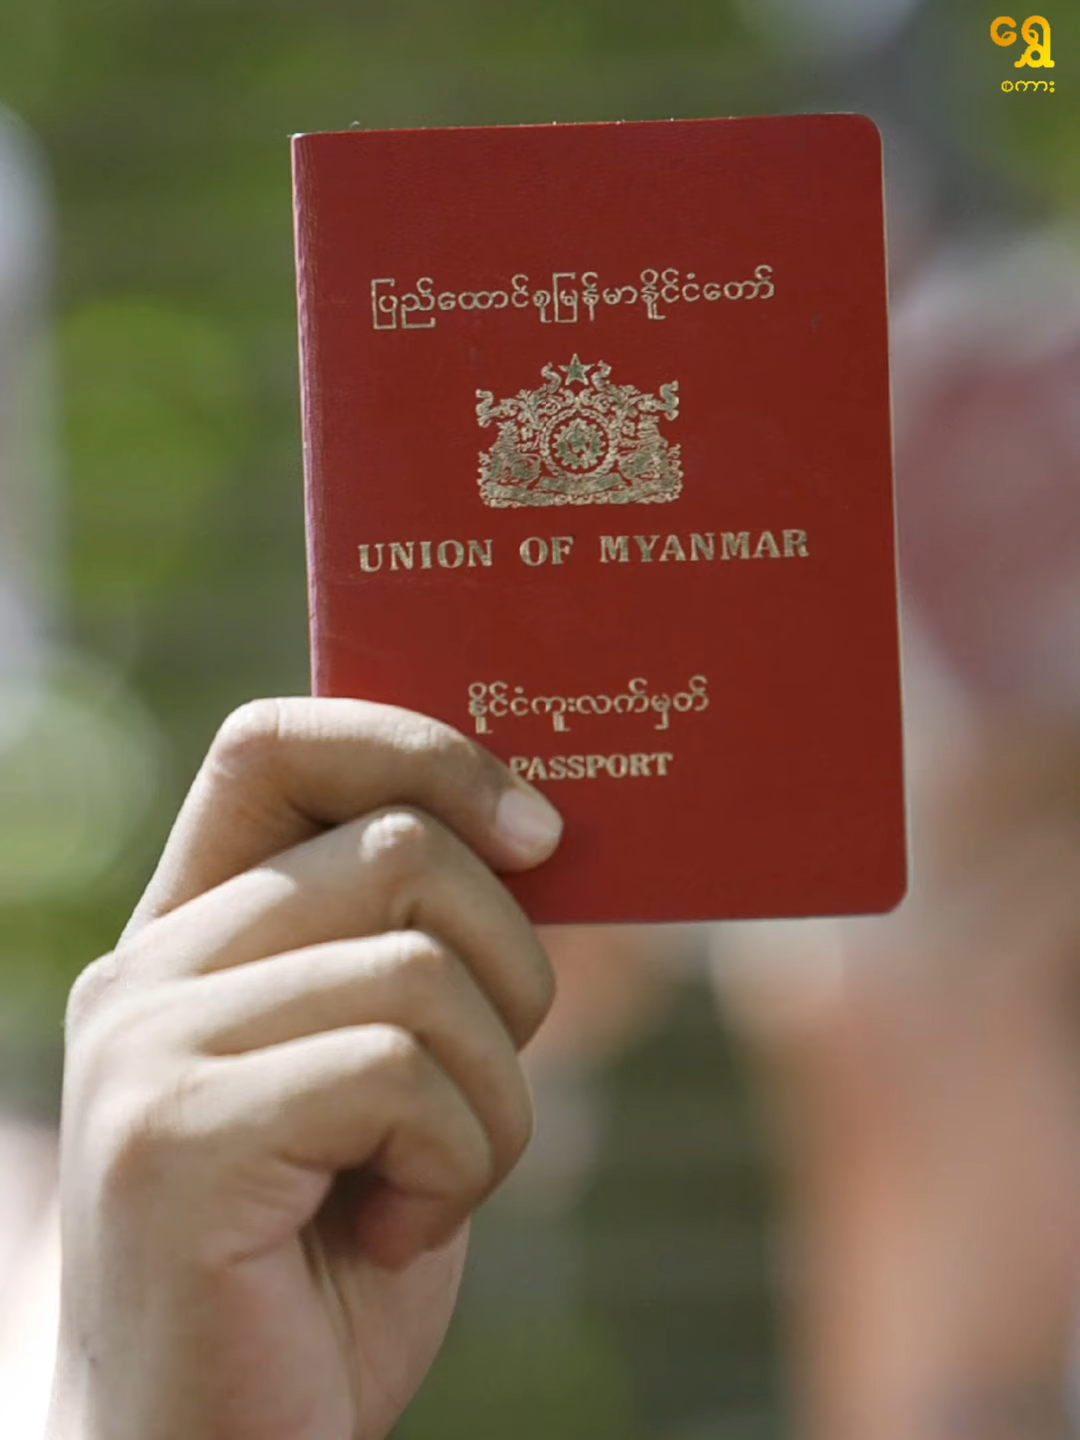 ရွှေ
စကား
ပြည်ထောင်စုမြန်မာနိူင်ငံတော်
UNION OF MYANMAR
နိူင်ငံကူးလက်မှတ်
PASSPORT